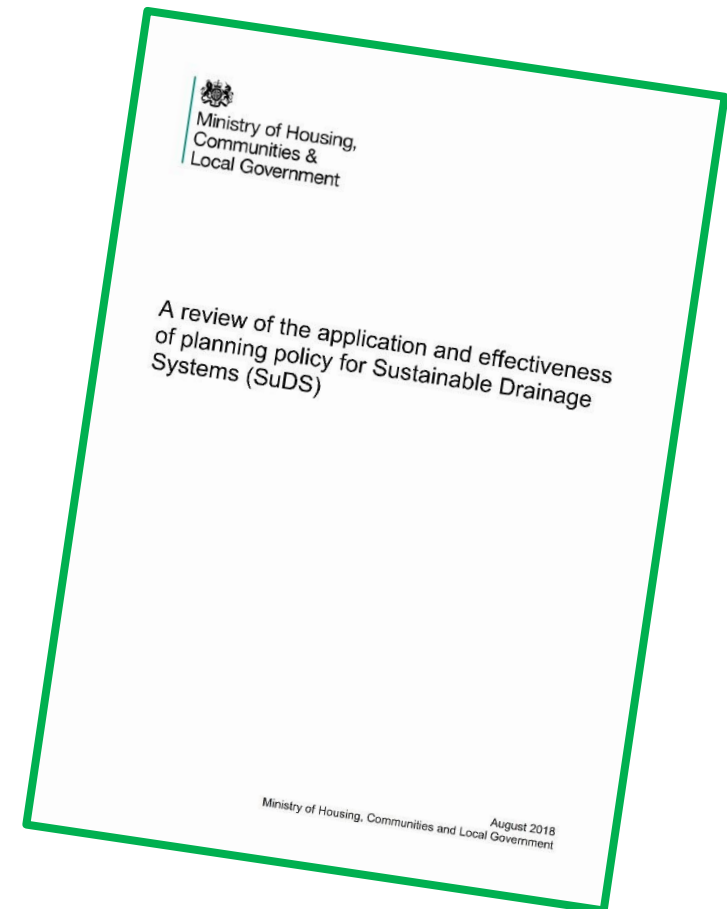 Ministry of Housing,
Communities &
Local Government
A review of the application and effectiveness
of planning policy for Sustainable Drainage
Systems (SuDS)
August 2018
Ministry of Housing, Communities and Local Government